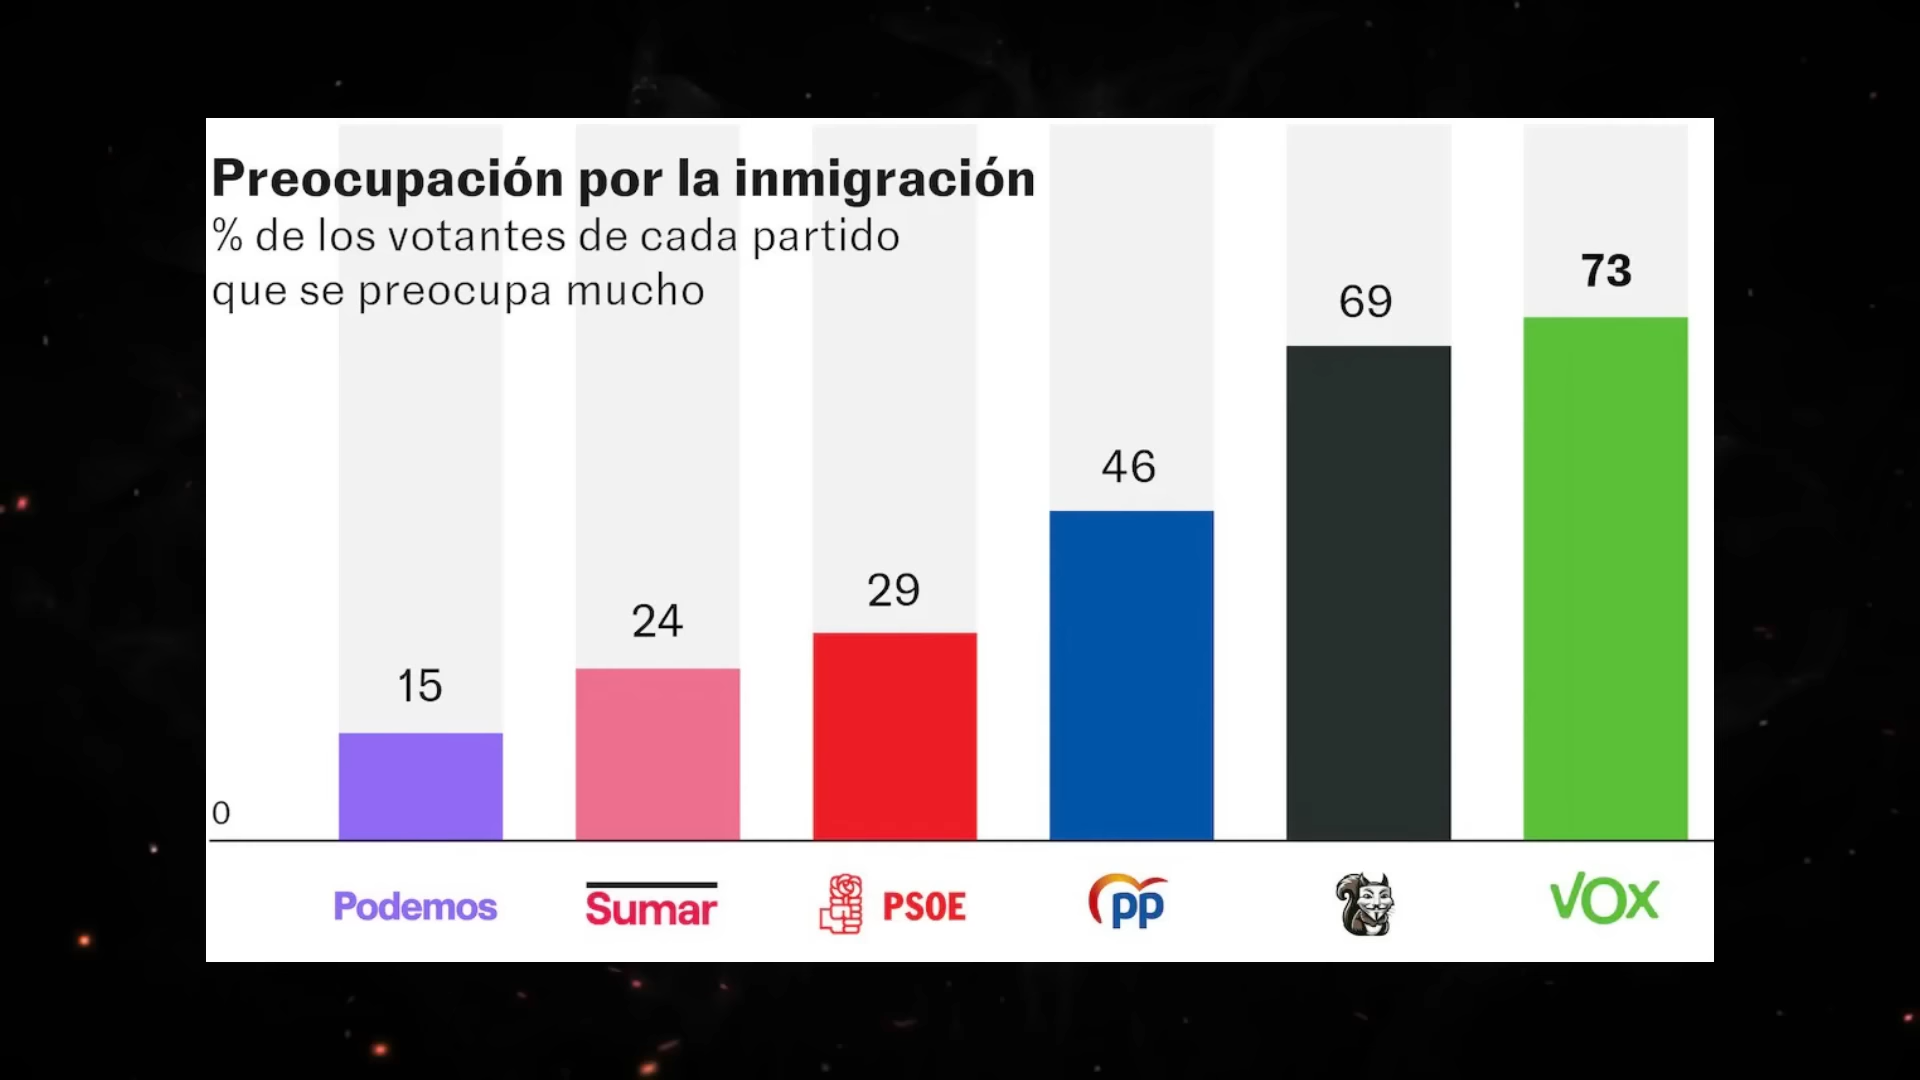 Preocupación por la inmigración
% de los votantes de cada partido
que se preocupa mucho
73
69
46
29
24
15
0
Podemos
Sumar
PSOE
pp
VOX